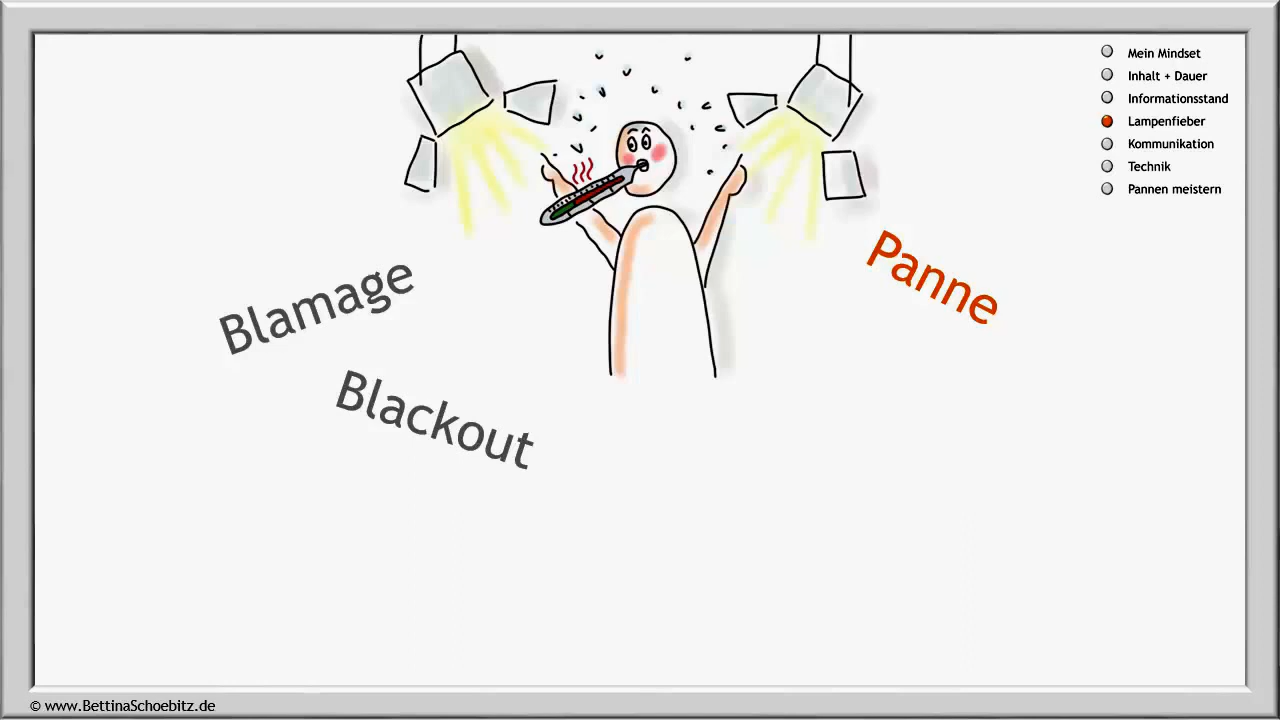 Mein Mindset
Inhalt + Dauer
Informationsstand
Lampenfieber
Kommunikation
Technik
Pannen meistern
Panne
Blamage
Blackout
© www.BettinaSchoebitz.de